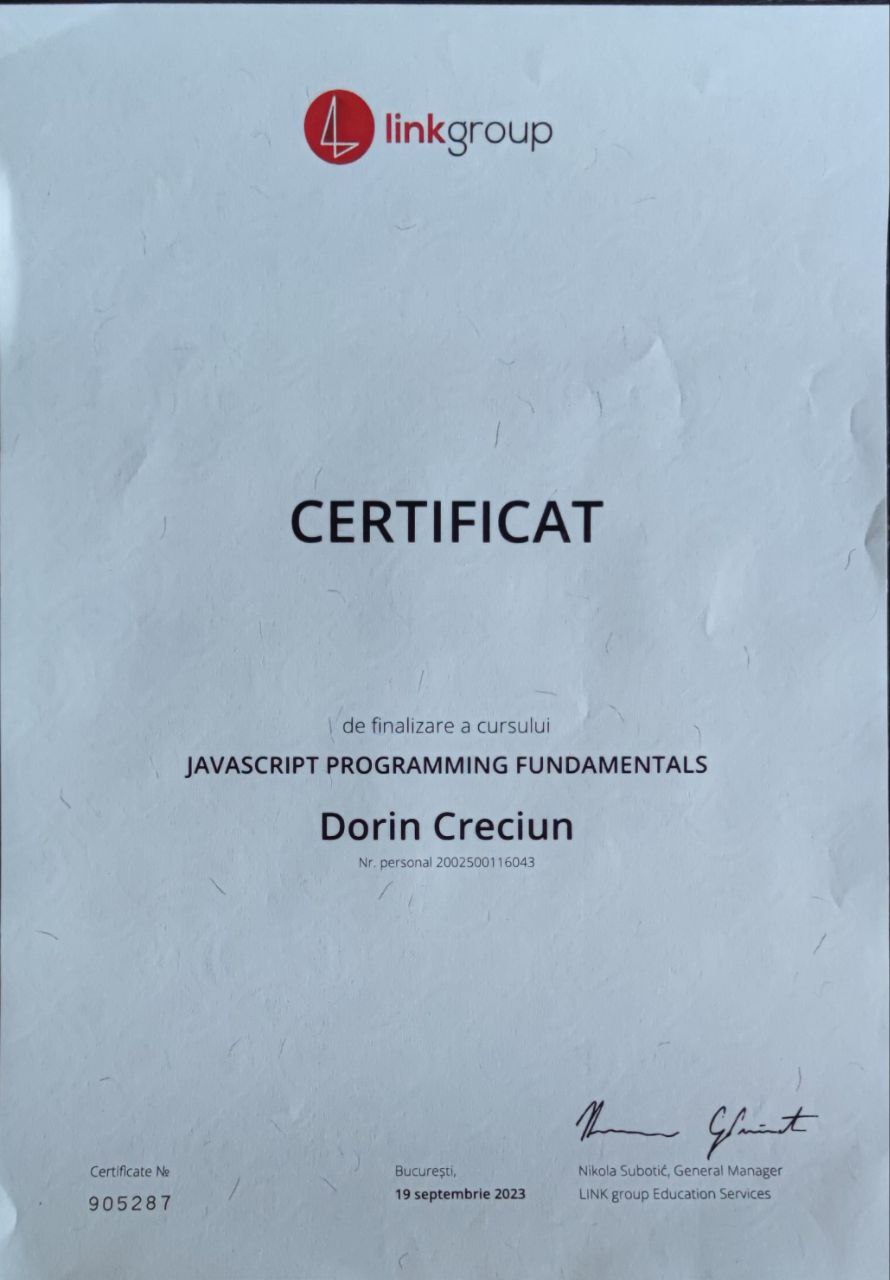 linkgroup
CERTIFICAT
de finalizare a cursului
JAVASCRIPT PROGRAMMING FUNDAMENTALS
Dorin Creciun
Nr. personal 2002500116043
Certificate №
905287
București,
19 septembrie 2023
Nikola Subotić, General Manager
LINK group Education Services